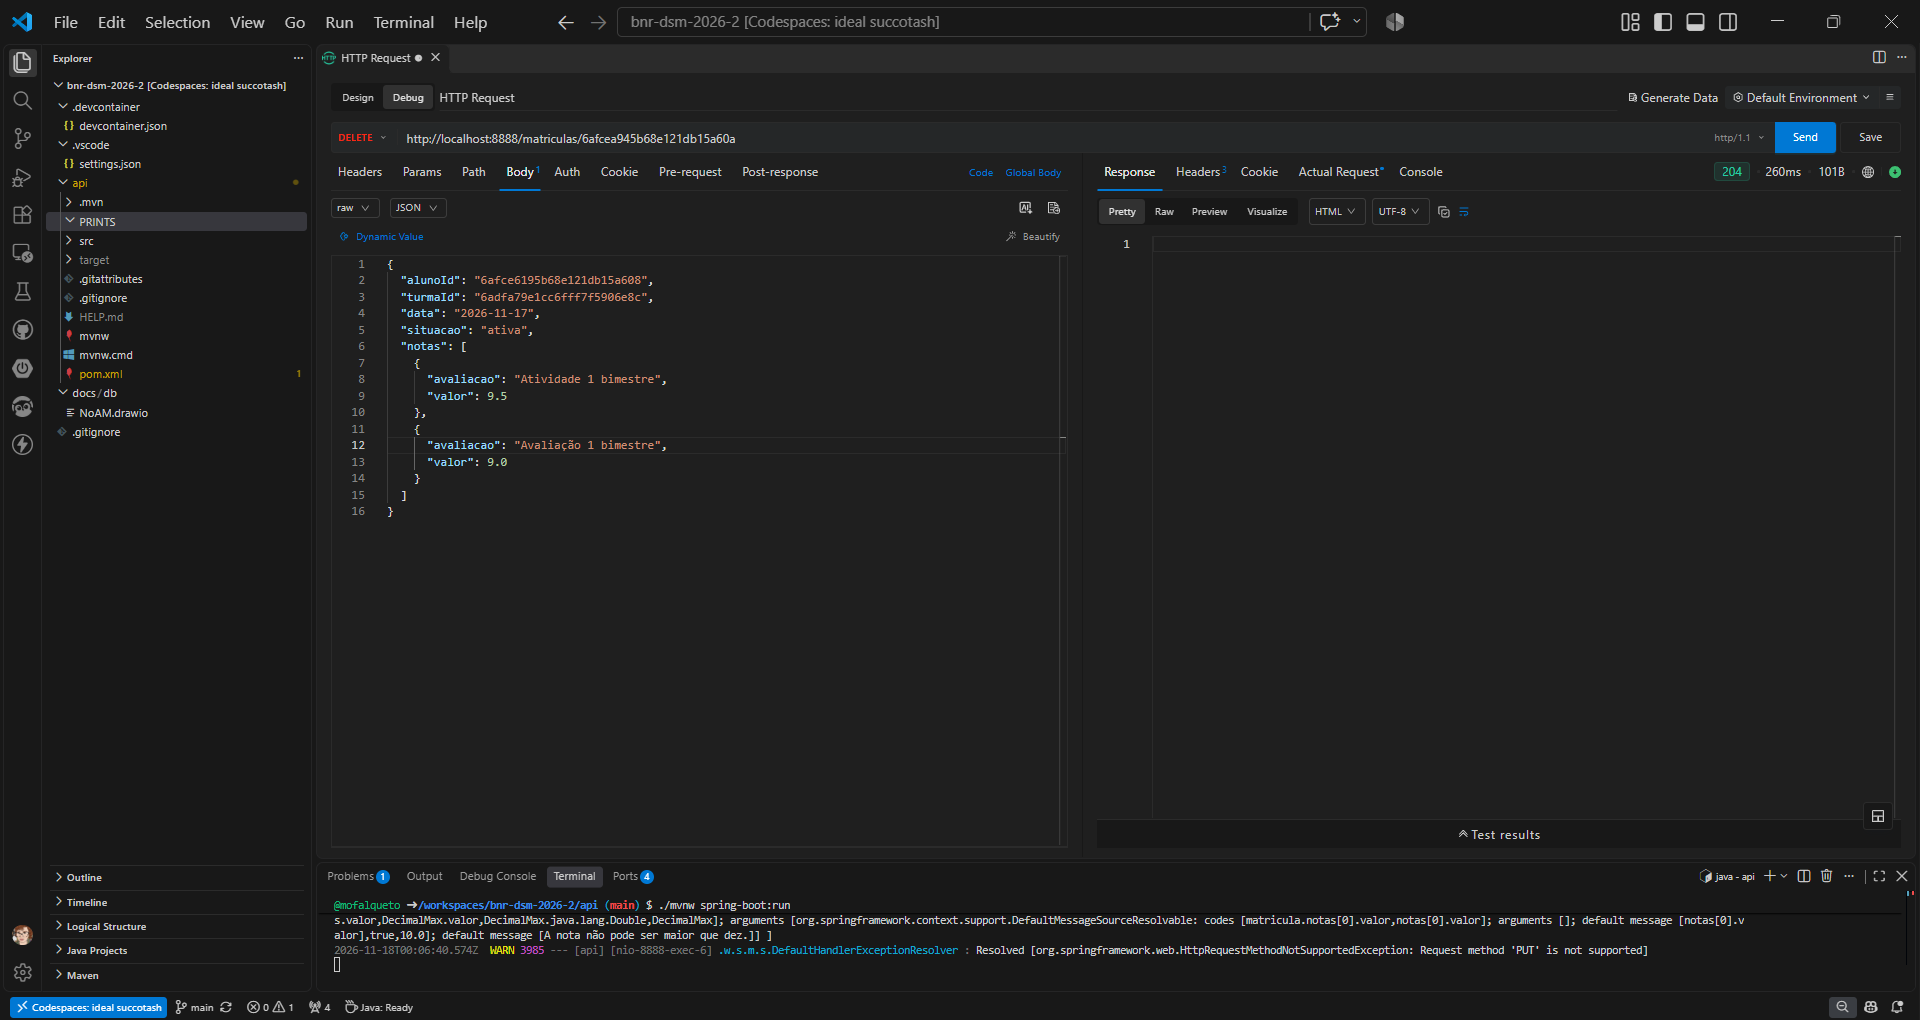 File Edit Selection View Go Run Terminal Help
bnr-dsm-2026-2 [Codespaces: ideal succotash]
Explorer
bnr-dsm-2026-2 [Codespaces: ideal succotash]
.devcontainer
{} devcontainer.json
.vscode
{} settings.json
api
.mvn
PRINTS
src
target
.gitattributes
.gitignore
HELP.md
mvnw
mvnw.cmd
pom.xml 1
docs / db
NoAM.drawio
.gitignore
Outline
Timeline
Logical Structure
Java Projects
Maven
HTTP HTTP Request
Design Debug HTTP Request
Generate Data Default Environment
DELETE http://localhost:8888/matriculas/6afcea945b68e121db15a60a http/1.1 Send Save
Headers Params Path Body 1 Auth Cookie Pre-request Post-response Code Global Body
raw JSON
Dynamic Value Beautify
1 {
2 "alunoId": "6afce6195b68e121db15a608",
3 "turmaId": "6adfa79e1cc6fff7f5906e8c",
4 "data": "2026-11-17",
5 "situacao": "ativa",
6 "notas": [
7 {
8 "avaliacao": "Atividade 1 bimestre",
9 "valor": 9.5
10 },
11 {
12 "avaliacao": "Avaliação 1 bimestre",
13 "valor": 9.0
14 }
15 ]
16 }
Response Headers 3 Cookie Actual Request Console 204 260ms 101B
Pretty Raw Preview Visualize HTML UTF-8
1
Test results
Problems 1 Output Debug Console Terminal Ports 4 java - api
@mofalqueto ➜/workspaces/bnr-dsm-2026-2/api (main) $ ./mvnw spring-boot:run
s.valor,DecimalMax.valor,DecimalMax.java.lang.Double,DecimalMax]; arguments [org.springframework.context.support.DefaultMessageSourceResolvable: codes [matricula.notas[0].valor,notas[0].valor]; arguments []; default message [notas[0].v
alor],true,10.0]; default message [A nota não pode ser maior que dez.]] ]
2026-11-18T00:06:40.574Z WARN 3985 --- [api] [nio-8888-exec-6] .w.s.m.s.DefaultHandlerExceptionResolver : Resolved [org.springframework.web.HttpRequestMethodNotSupportedException: Request method 'PUT' is not supported]
Codespaces: ideal succotash main 0 1 4 Java: Ready